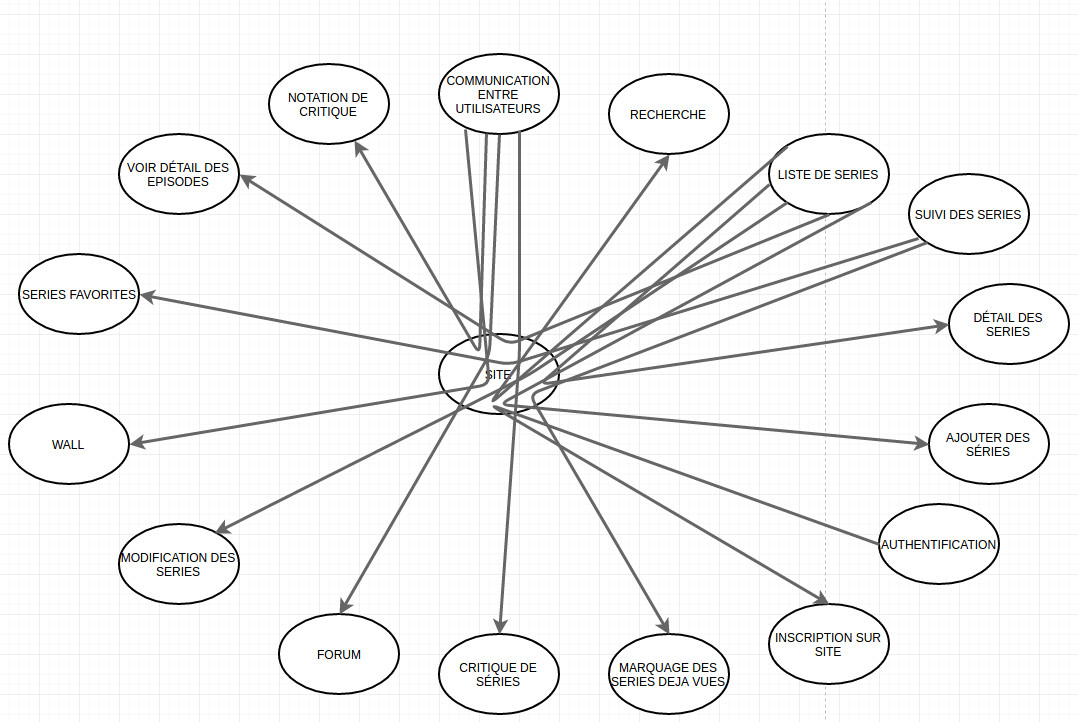 COMMUNICATION
ENTRE
UTILISATEURS
NOTATION DE
CRITIQUE
RECHERCHE
VOIR DÉTAIL DES
EPISODES
LISTE DE SERIES
SUIVI DES SERIES
SERIES FAVORITES
DÉTAIL DES
SERIES
SITE
WALL
AJOUTER DES
SÉRIES
AUTHENTIFICATION
MODIFICATION DES
SERIES
FORUM
CRITIQUE DE
SÉRIES
MARQUAGE DES
SERIES DEJA VUES
INSCRIPTION SUR
SITE